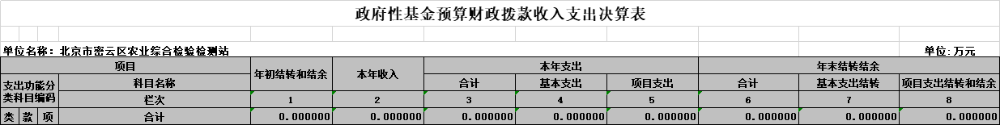 政府性基金预算财政拨款收入支出决算表
单位名称：北京市密云区农业综合检验检测站 单位:万元
项目 年初结转和结余 本年收入 本年支出 年末结转结余
支出功能分类科目编码 科目名称 合计 基本支出 项目支出 合计 基本支出结转 项目支出结转和结余
栏次 1 2 3 4 5 6 7 8
类 款 项 合计 0.000000 0.000000 0.000000 0.000000 0.000000 0.000000 0.000000 0.000000